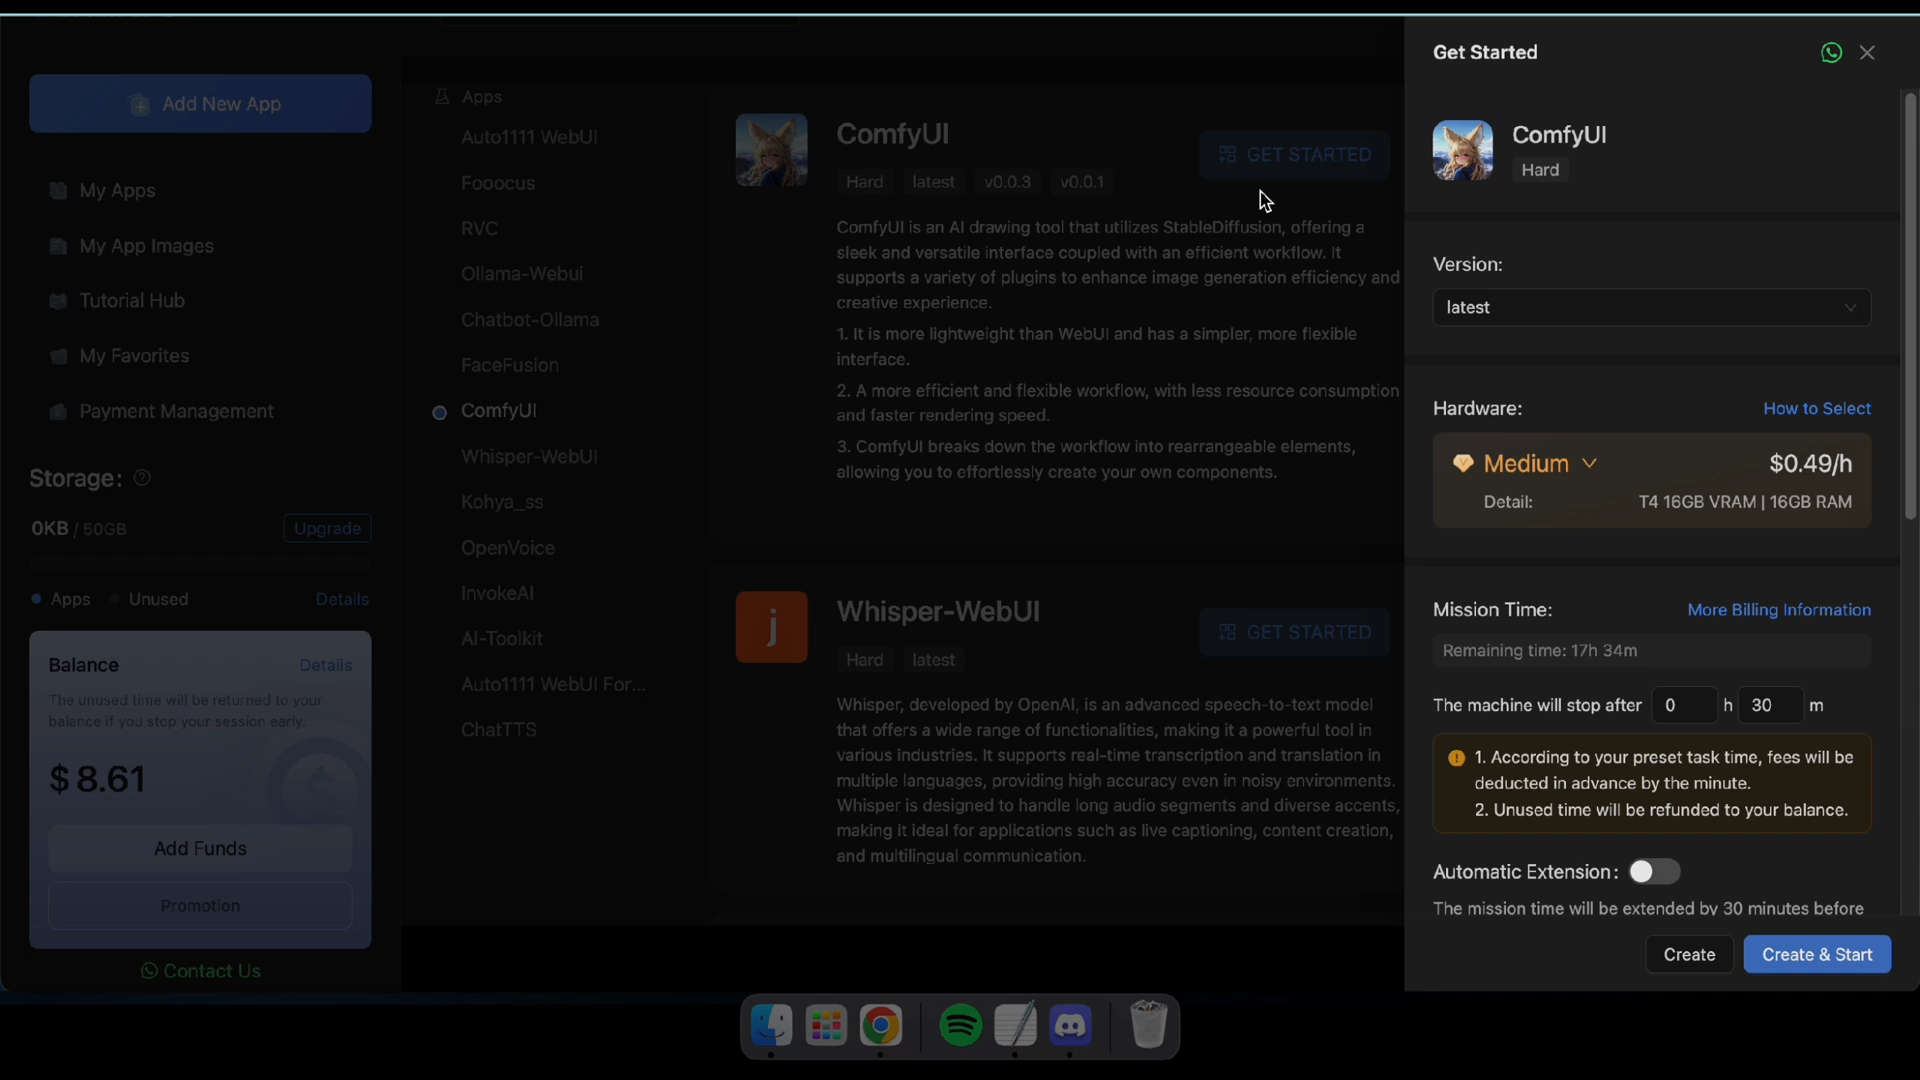 Add New App
My Apps
My App Images
Tutorial Hub
My Favorites
Payment Management
Storage:
0KB / 50GB
Upgrade
Apps
Unused
Details
Balance
Details
The unused time will be returned to your
balance if you stop your session early.
$ 8.61
Add Funds
Promotion
Contact Us
Apps
Auto1111 WebUI
Fooocus
RVC
Ollama-Webui
Chatbot-Ollama
FaceFusion
ComfyUI
Whisper-WebUI
Kohya_ss
OpenVoice
InvokeAI
AI-Toolkit
Auto1111 WebUI For...
ChatTTS
ComfyUI
GET STARTED
Hard
latest
v0.0.3
v0.0.1
ComfyUI is an AI drawing tool that utilizes StableDiffusion, offering a
sleek and versatile interface coupled with an efficient workflow. It
supports a variety of plugins to enhance image generation efficiency and
creative experience.
1. It is more lightweight than WebUI and has a simpler, more flexible
interface.
2. A more efficient and flexible workflow, with less resource consumption
and faster rendering speed.
3. ComfyUI breaks down the workflow into rearrangeable elements,
allowing you to effortlessly create your own components.
j
Whisper-WebUI
GET STARTED
Hard
latest
Whisper, developed by OpenAI, is an advanced speech-to-text model
that offers a wide range of functionalities, making it a powerful tool in
various industries. It supports real-time transcription and translation in
multiple languages, providing high accuracy even in noisy environments.
Whisper is designed to handle long audio segments and diverse accents,
making it ideal for applications such as live captioning, content creation,
and multilingual communication.
Get Started
ComfyUI
Hard
Version:
latest
Hardware:
How to Select
Medium
$0.49/h
Detail:
T4 16GB VRAM | 16GB RAM
Mission Time:
More Billing Information
Remaining time: 17h 34m
The machine will stop after 0 h 30 m
1. According to your preset task time, fees will be
deducted in advance by the minute.
2. Unused time will be refunded to your balance.
Automatic Extension:
The mission time will be extended by 30 minutes before
Create
Create & Start